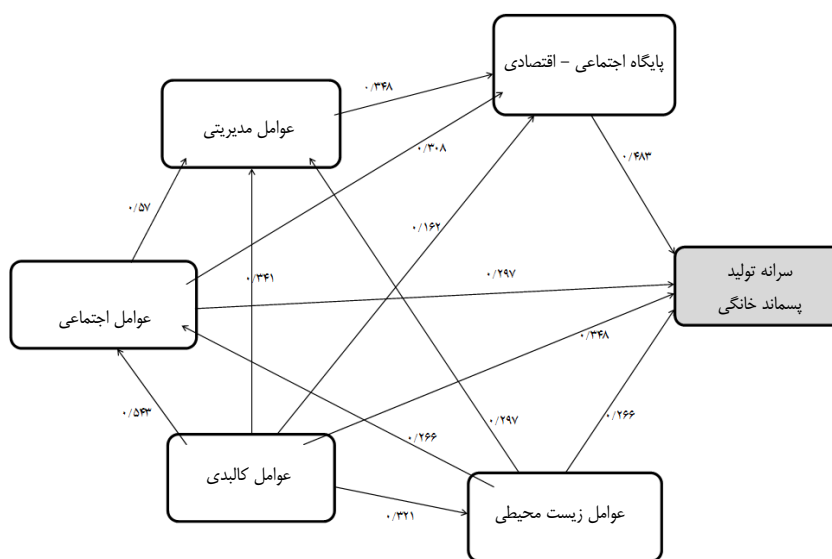 پایگاه اجتماعی – اقتصادی
۰/۳۴۸
عوامل مدیریتی
۰/۳۰۸
۰/۴۸۳
۰/۵۷
۰/۱۶۲
سرانه تولید
پسماند خانگی
۰/۲۹۷
۰/۳۴۱
عوامل اجتماعی
۰/۳۴۸
۰/۵۴۳
۰/۲۶۶
۰/۲۹۷
۰/۲۶۶
عوامل کالبدی
۰/۳۲۱
عوامل زیست محیطی